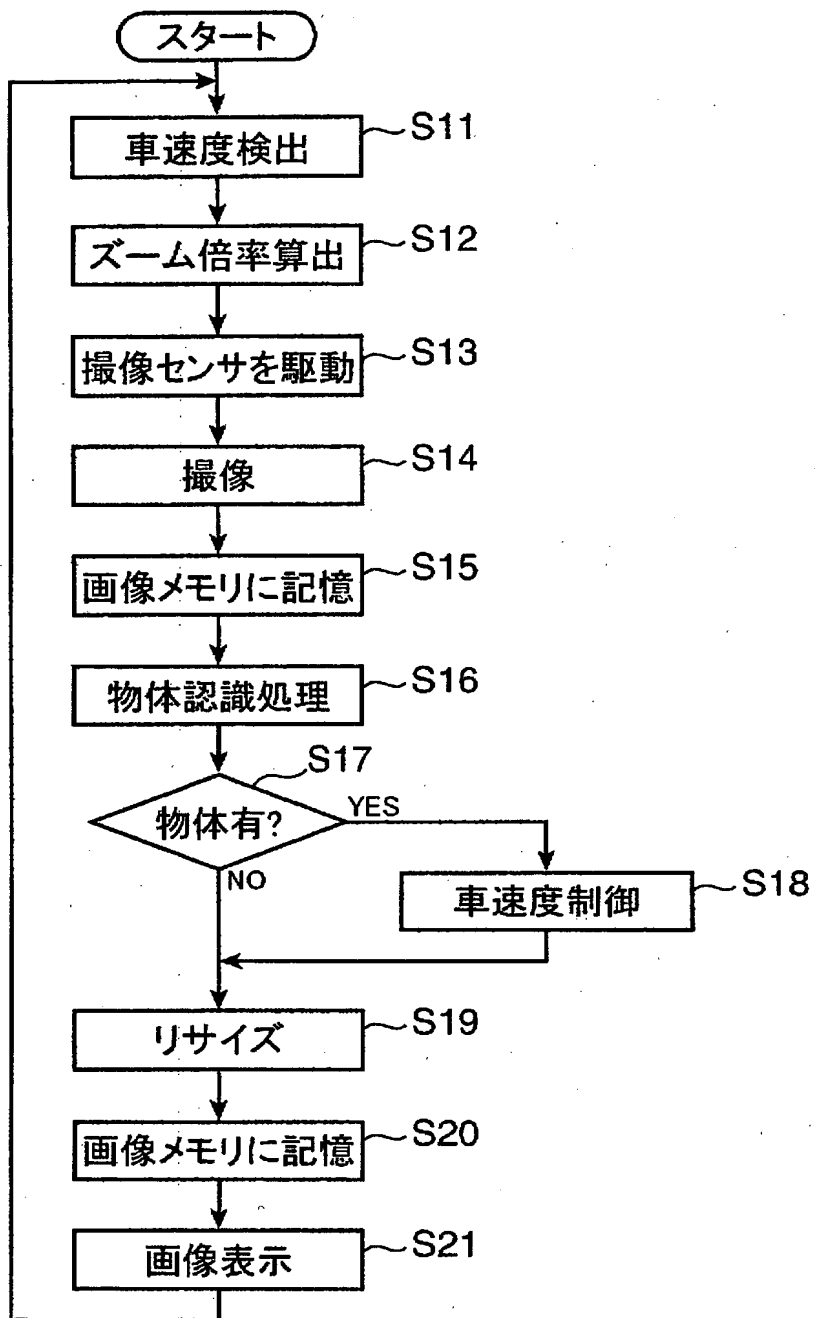 スタート
車速度検出
S11
ズーム倍率算出
S12
撮像センサを駆動
S13
撮像
S14
画像メモリに記憶
S15
物体認識処理
S16
S17
物体有?
YES
NO
車速度制御
S18
リサイズ
S19
画像メモリに記憶
S20
画像表示
S21